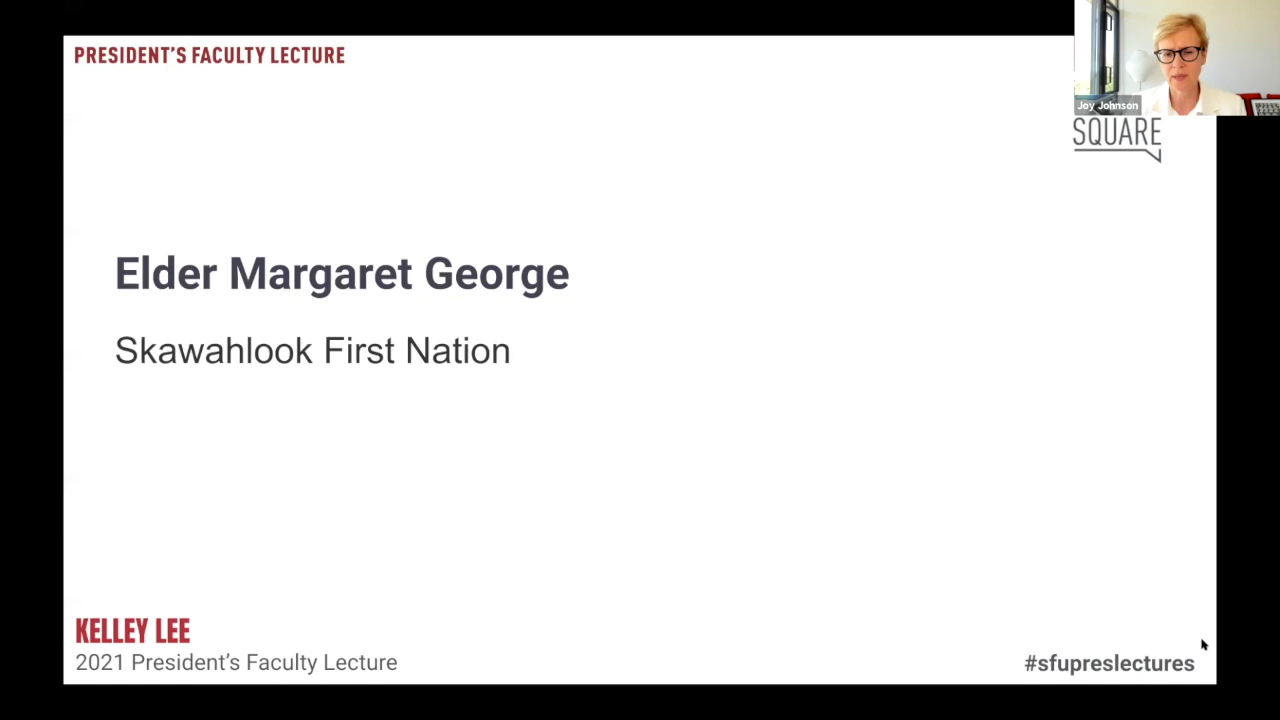 PRESIDENT'S FACULTY LECTURE
Joy Johnson
SQUARE
Elder Margaret George
Skawahlook First Nation
KELLEY LEE
2021 President's Faculty Lecture
#sfupreslectures